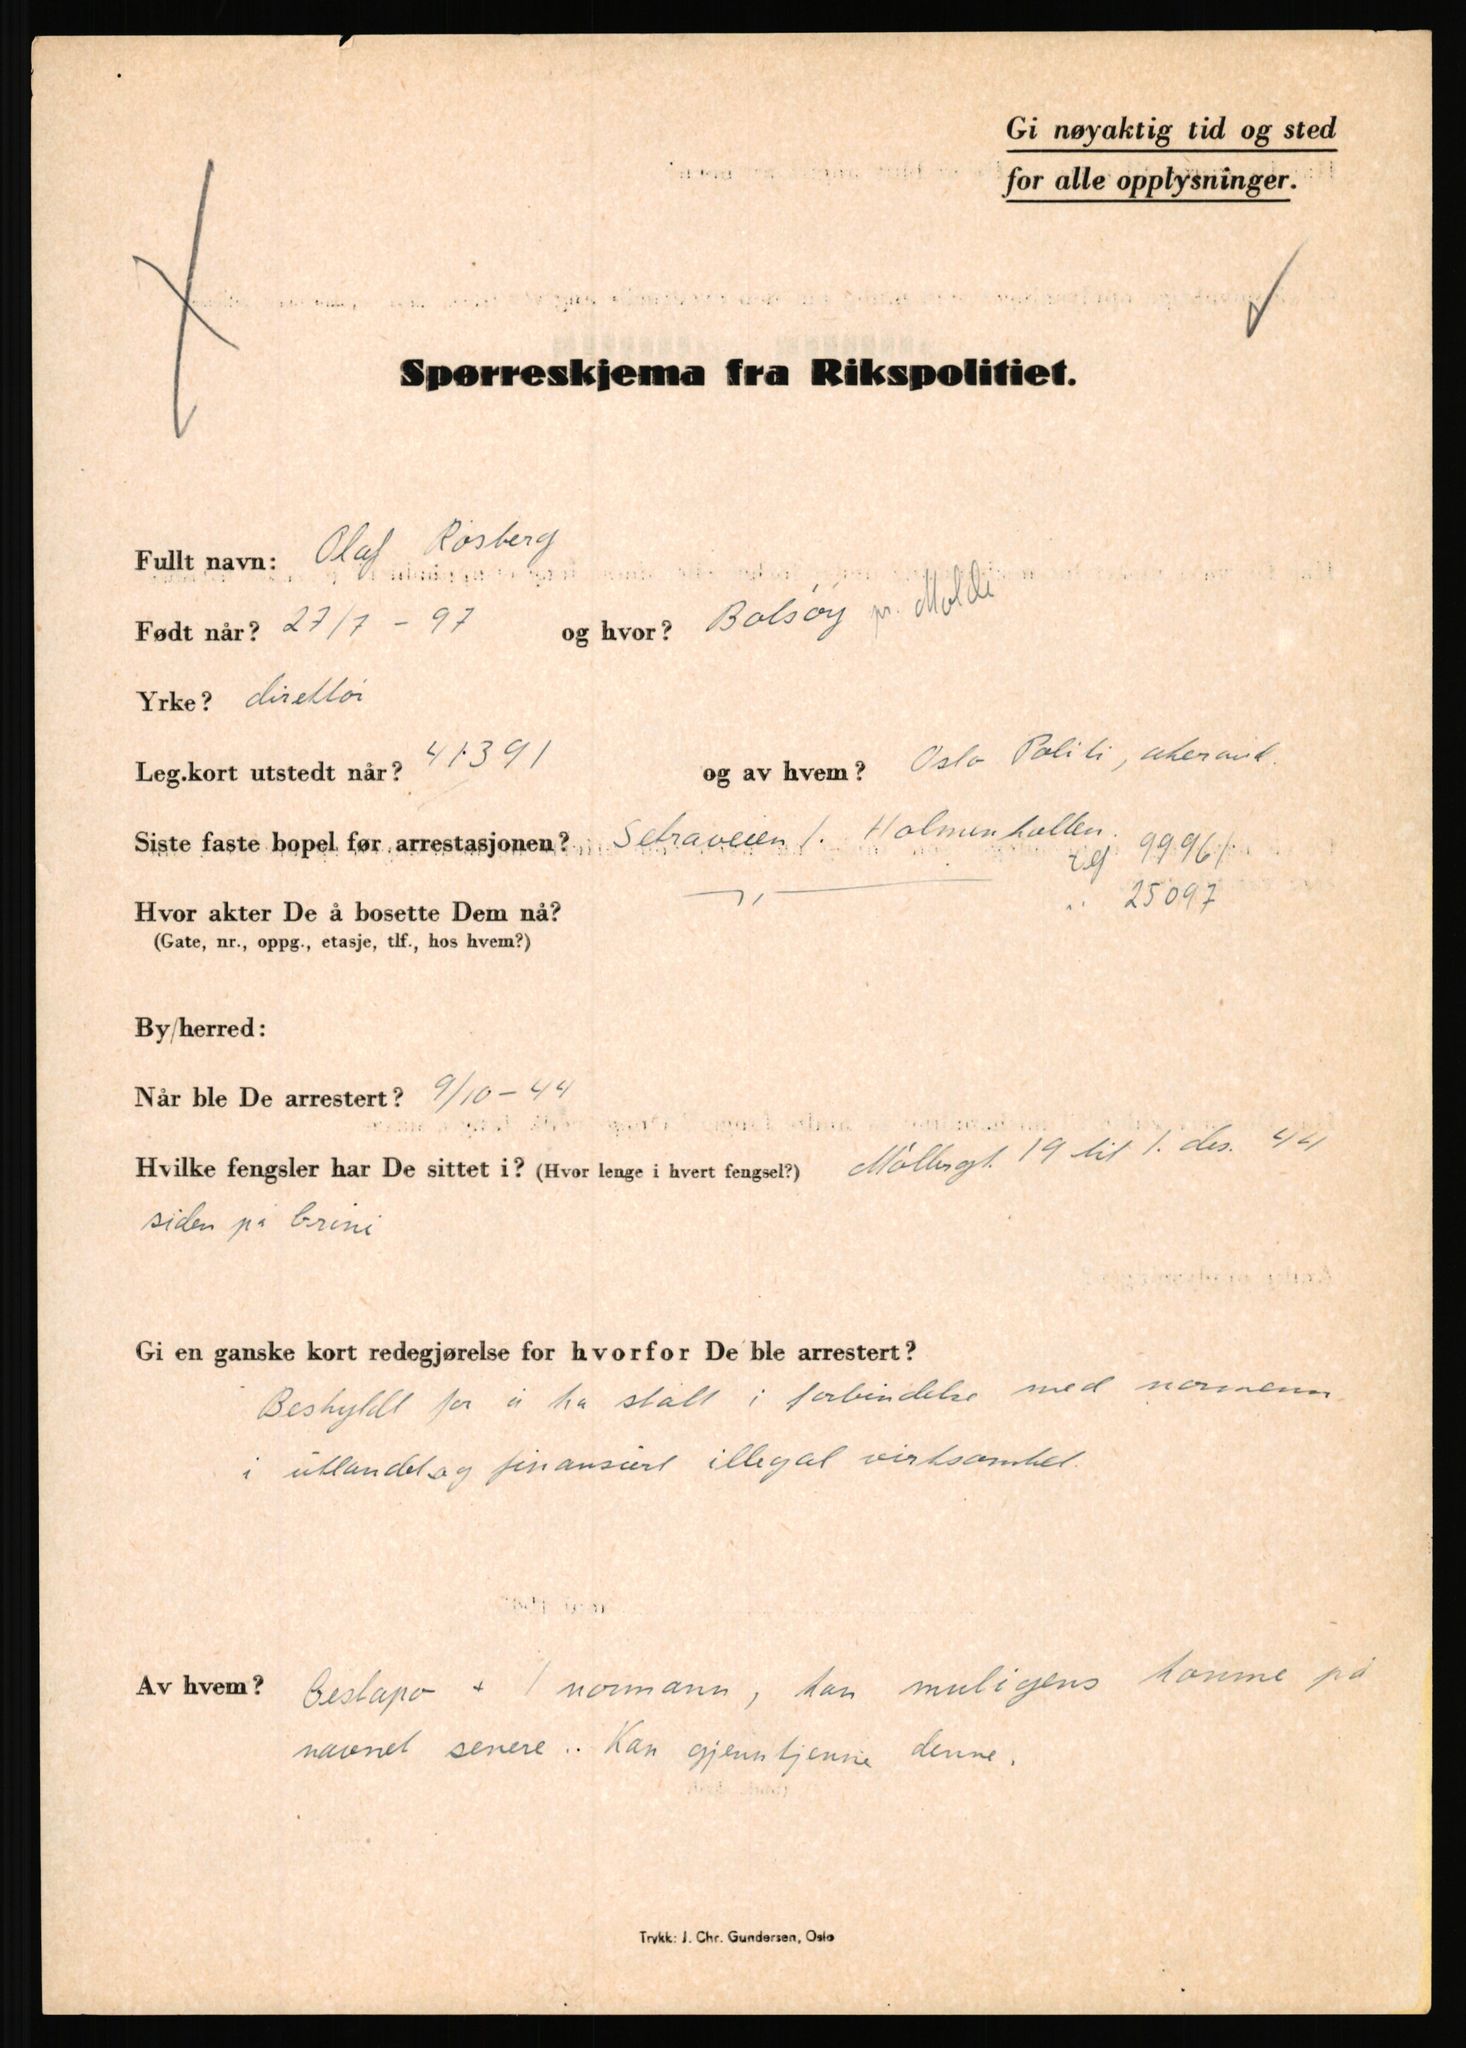 Gi nøyaktig tid og sted
for alle opplysninger.
Spørreskjema fra Rikspolitiet.
Fullt navn: Olaf Rosberg
Født når? 27/7 - 97 og hvor? Bolsøy pr. Molde
Yrke? direktør
Leg.kort utstedt når? 41391 og av hvem? Oslo Politi,
Siste faste bopel før arrestasjonen? Setraveien 1. Holmenkollen. tlf 99961
Hvor akter De å bosette Dem nå? —"— " 25097
(Gate, nr., oppg., etasje, tlf., hos hvem?)
By/herred:
Når ble De arrestert? 9/10 - 44
Hvilke fengsler har De sittet i? (Hvor lenge i hvert fengsel?) Møllergt. 19 til 1. des. 44
siden på Grini
Gi en ganske kort redegjørelse for hvorfor De ble arrestert?
Beskyldt for å ha stått i forbindelse med normenn
i utlandet og finansiert illegal virksomhet.
Av hvem? Gestapo + 1 normann, kan muligens komme på
navnet senere.. Kan gjennkjenne denne.
Trykk: J. Chr. Gundersen, Oslo